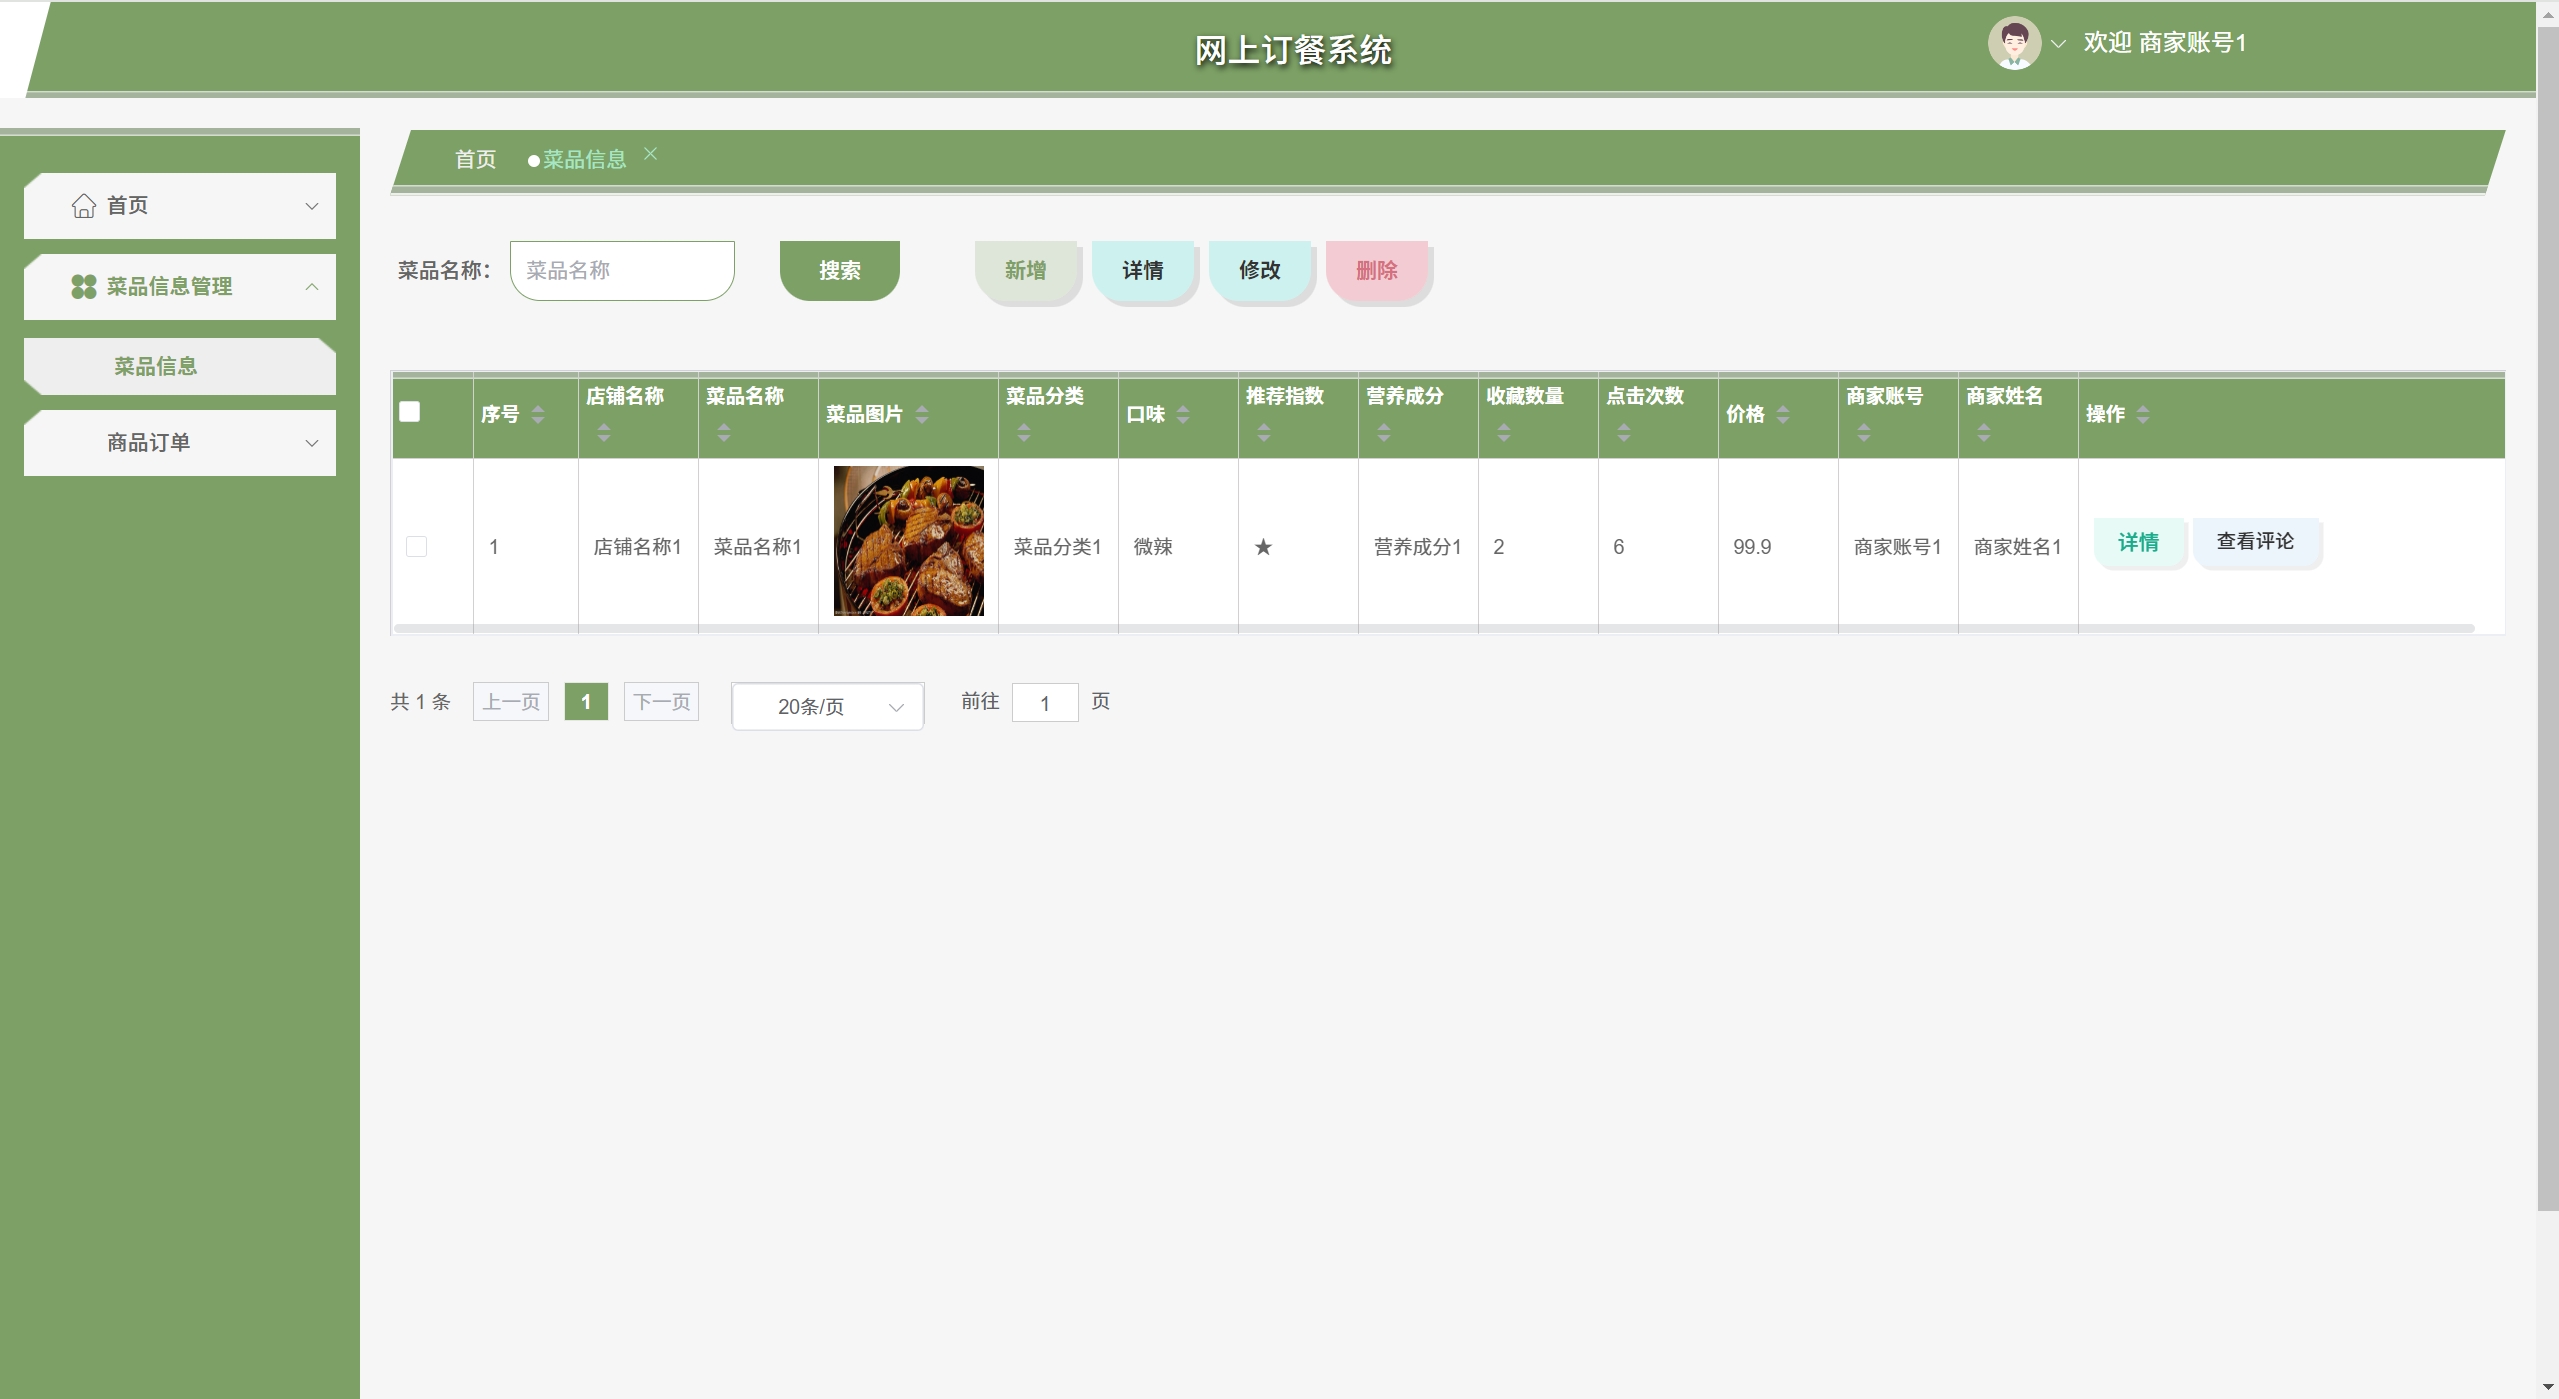 网上订餐系统
欢迎 商家账号1
首页
菜品信息管理
菜品信息
商品订单
首页 菜品信息
菜品名称： 菜品名称 搜索 新增 详情 修改 删除
序号 店铺名称 菜品名称 菜品图片 菜品分类 口味 推荐指数 营养成分 收藏数量 点击次数 价格 商家账号 商家姓名 操作
1 店铺名称1 菜品名称1 菜品分类1 微辣 ★ 营养成分1 2 6 99.9 商家账号1 商家姓名1 详情 查看评论
共 1 条 上一页 1 下一页 20条/页 前往 1 页